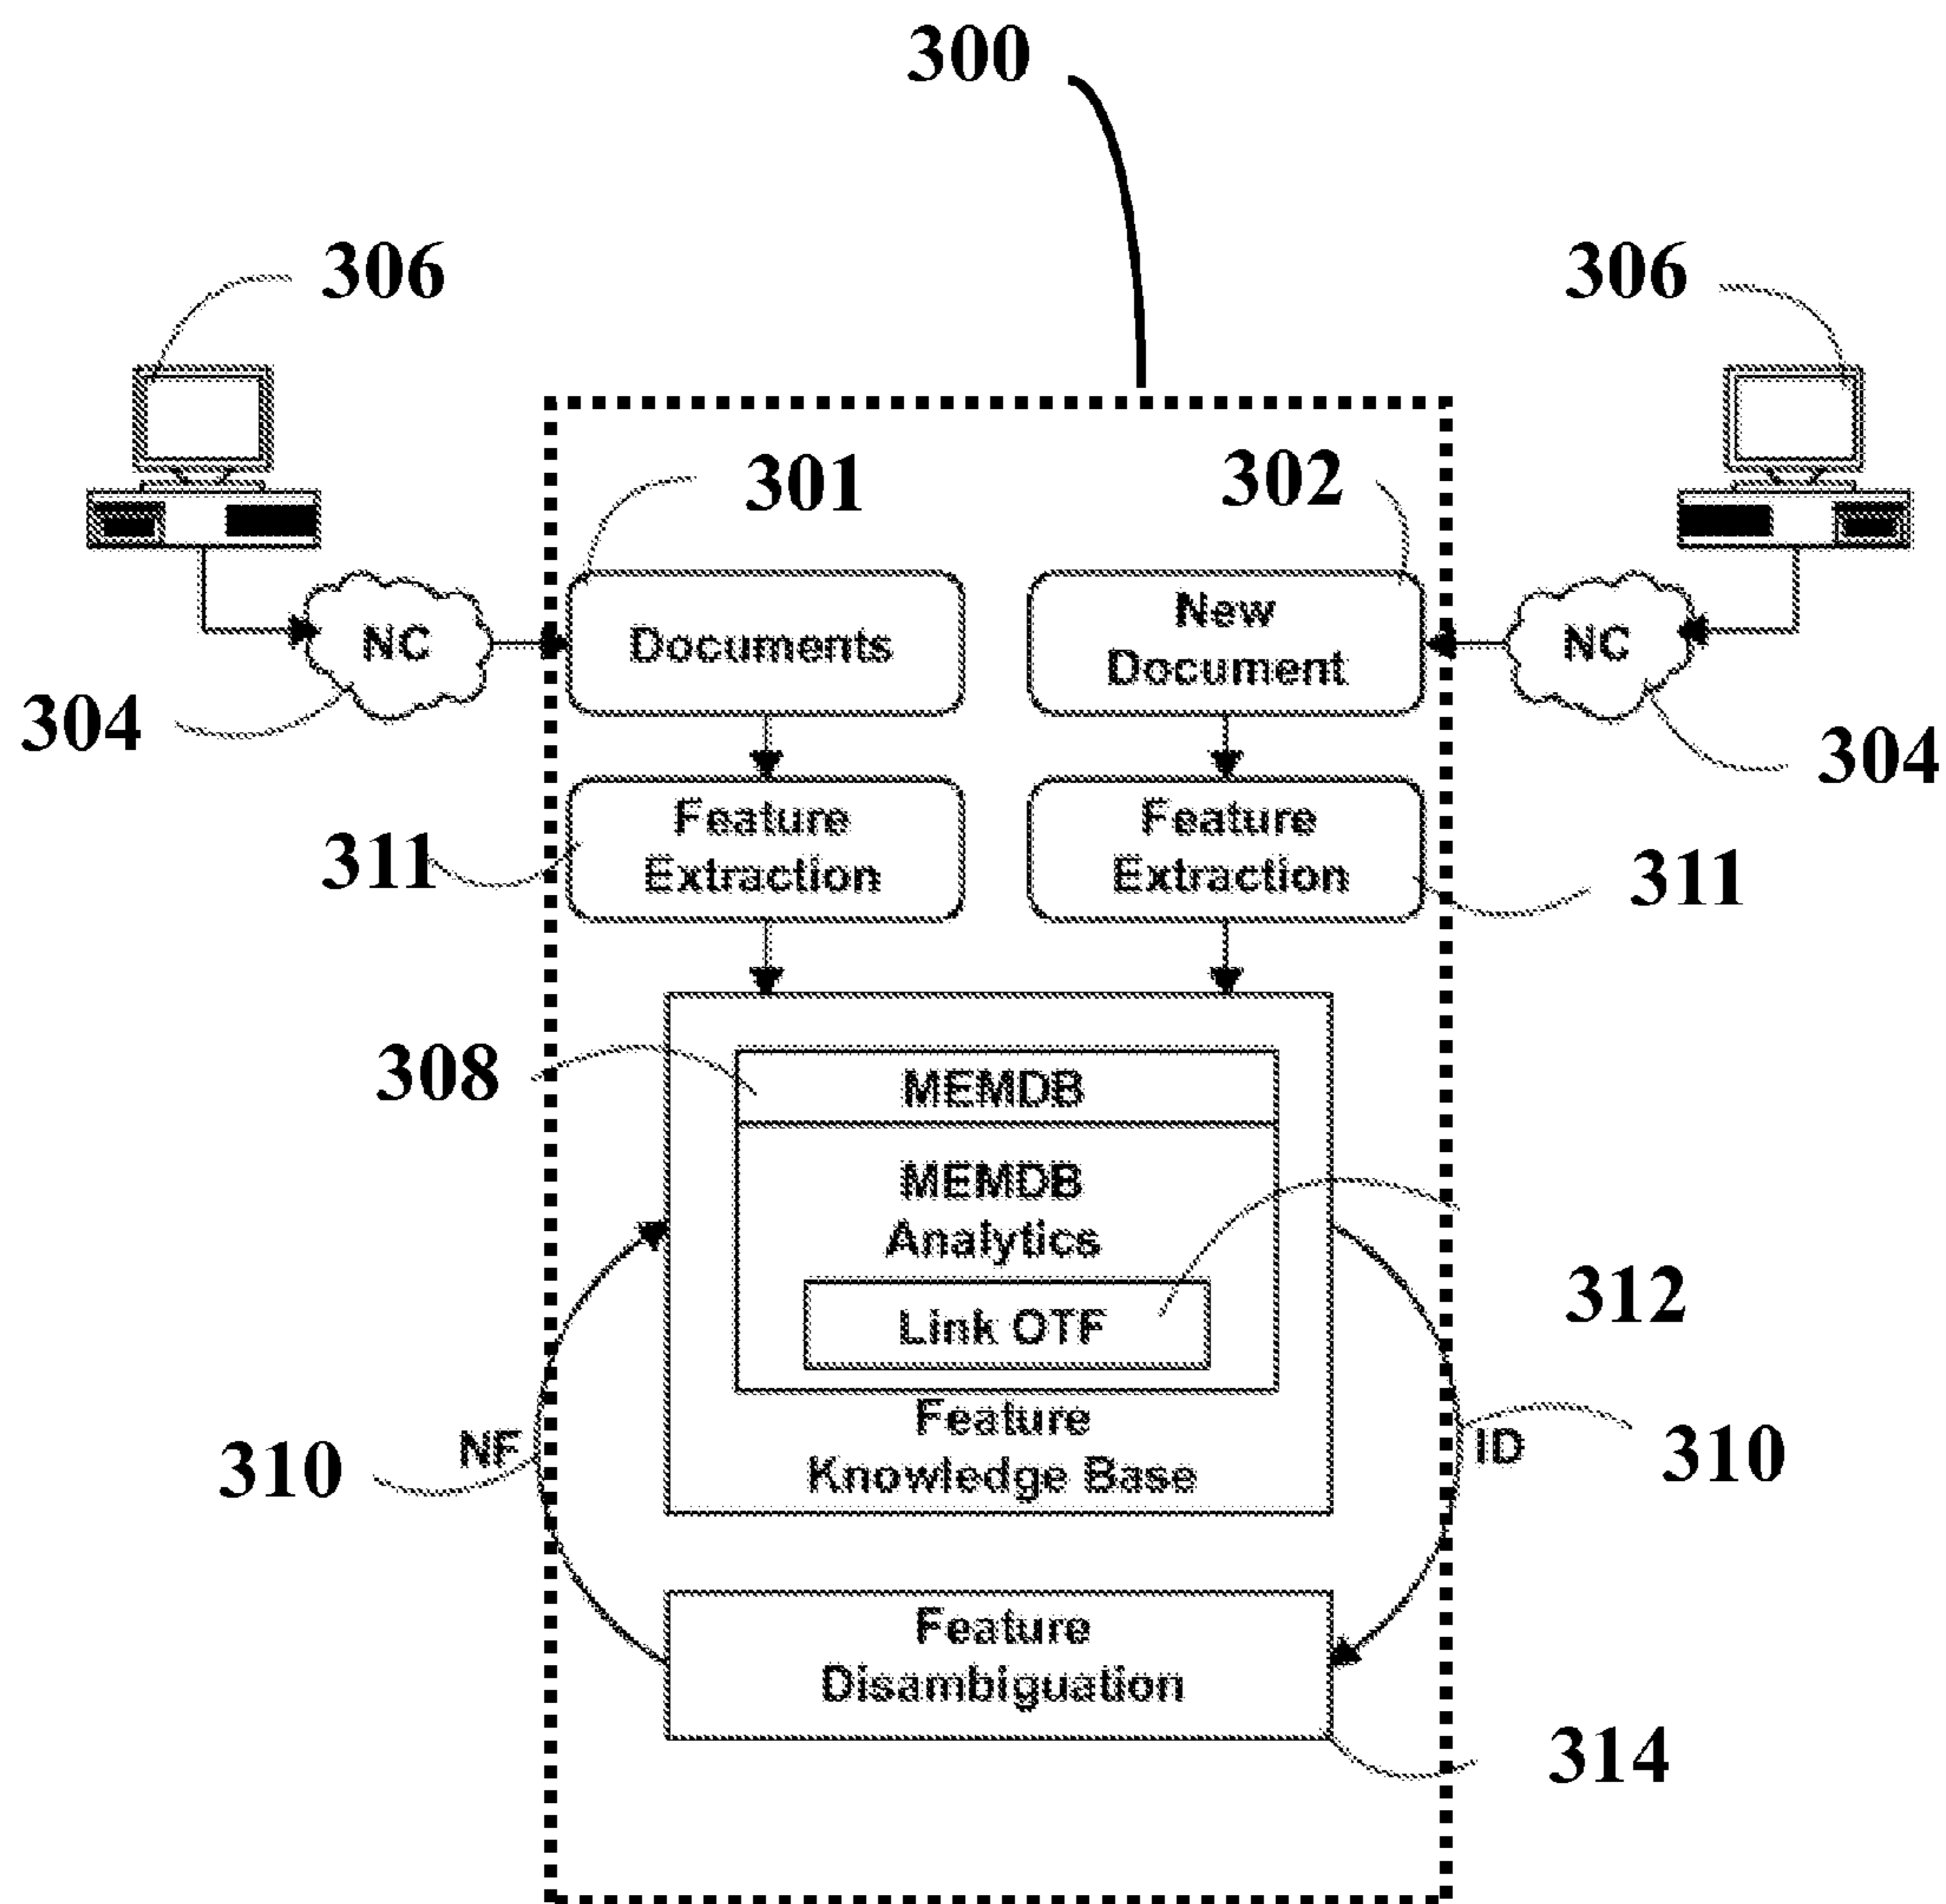 300
306
306
301
302
Documents
New
Document
NC
NC
304
304
Feature
Extraction
Feature
Extraction
311
311
308
MEMDB
MEMDB
Analytics
312
Link OTF
Feature
Knowledge Base
NF
310
ID
310
Feature
Disambiguation
314